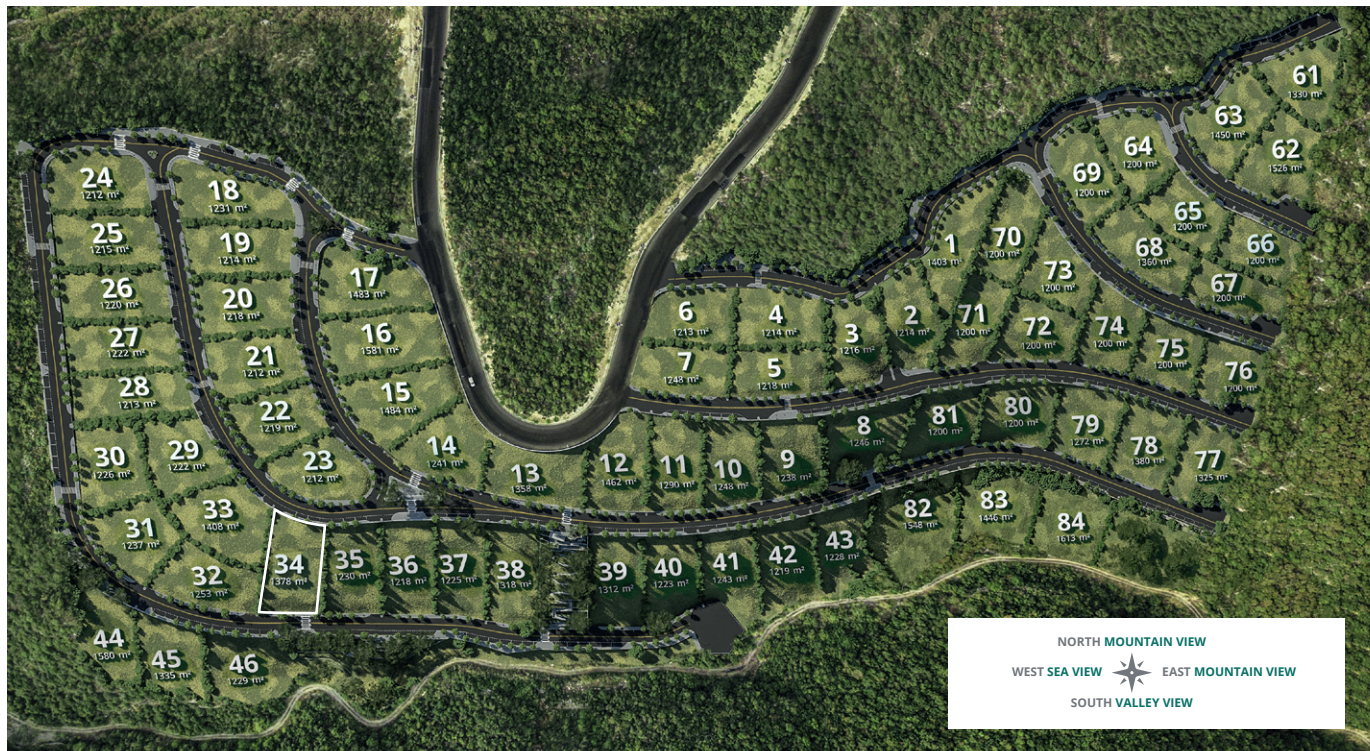 61
1330 m²
63
1450 m²
62
1526 m²
64
1200 m²
69
1200 m²
65
1200 m²
66
1200 m²
68
1360 m²
67
1200 m²
24
1212 m²
18
1231 m²
25
1215 m²
19
1214 m²
1
1403 m²
70
1200 m²
73
1200 m²
17
1483 m²
26
1220 m²
20
1218 m²
6
1213 m²
4
1214 m²
3
1216 m²
2
1214 m²
71
1200 m²
72
1200 m²
74
1200 m²
75
1200 m²
76
1200 m²
27
1222 m²
21
1212 m²
16
1581 m²
7
1248 m²
5
1218 m²
28
1213 m²
22
1219 m²
15
1484 m²
8
1246 m²
81
1200 m²
80
1200 m²
79
1272 m²
78
380 m²
77
1325 m²
30
1226 m²
29
1222 m²
23
1212 m²
14
1241 m²
13
1358 m²
12
1462 m²
11
1290 m²
10
1248 m²
9
1238 m²
31
1237 m²
33
1408 m²
82
1548 m²
83
1446 m²
84
1613 m²
32
1253 m²
34
1378 m²
35
1230 m²
36
1218 m²
37
1225 m²
38
318 m²
39
1312 m²
40
1223 m²
41
1243 m²
42
1219 m²
43
1228 m²
44
1580 m²
45
1335 m²
46
1229 m²
NORTH MOUNTAIN VIEW
WEST SEA VIEW EAST MOUNTAIN VIEW
SOUTH VALLEY VIEW